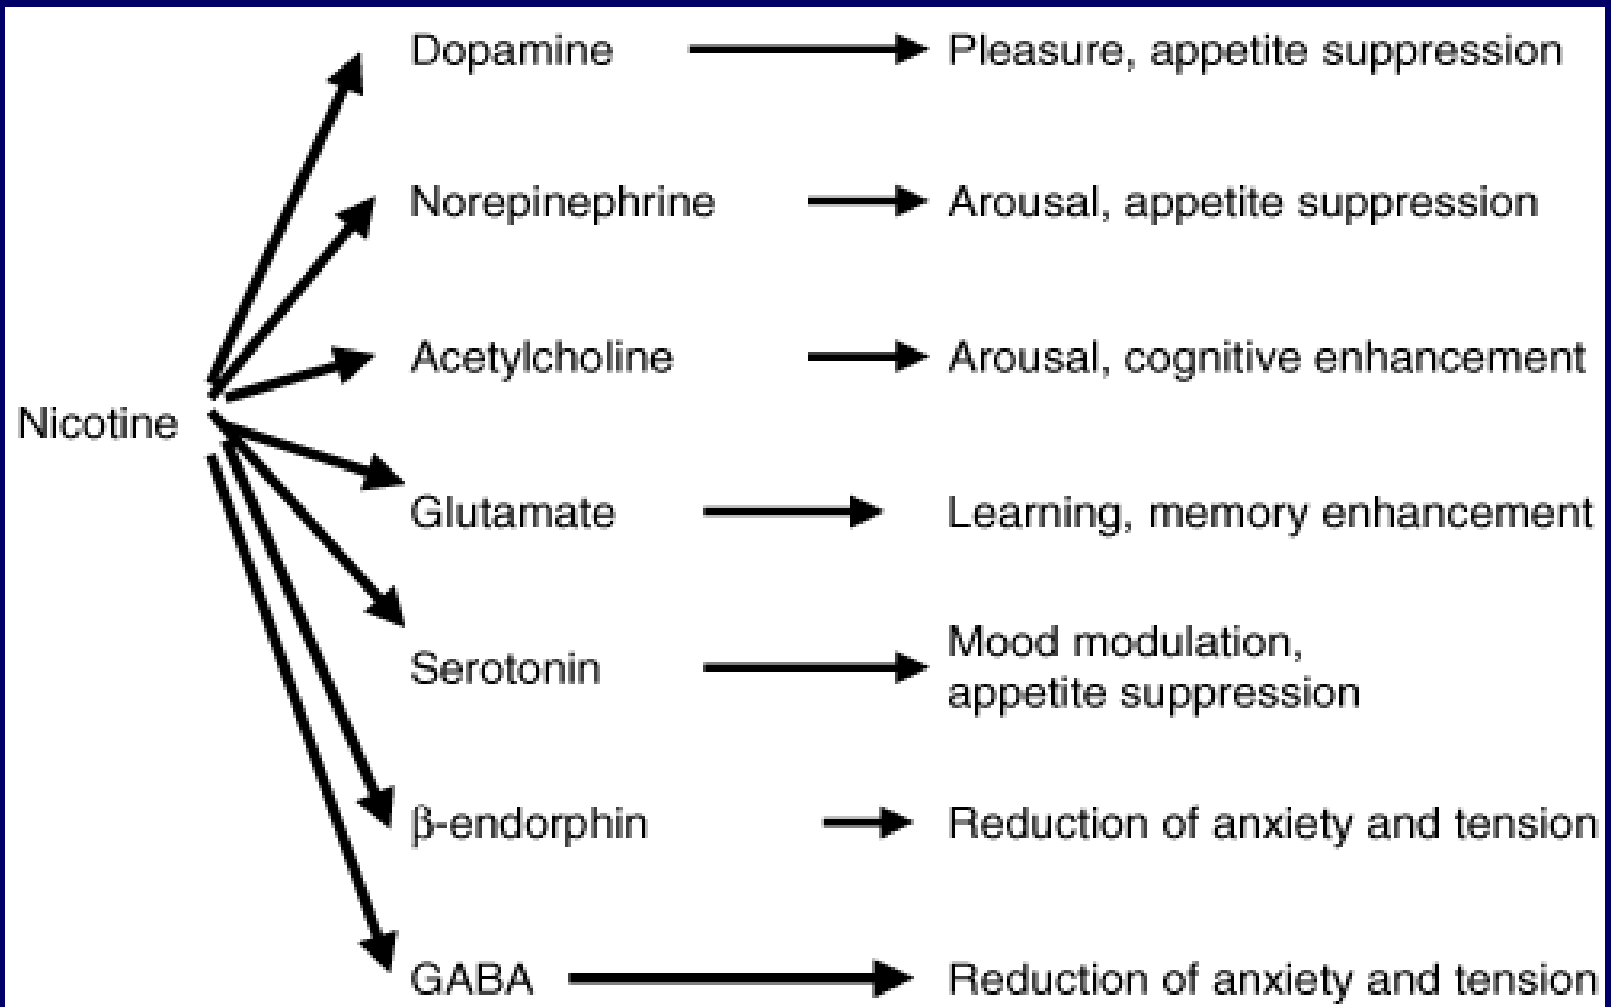 Dopamine Pleasure, appetite suppression
Norepinephrine Arousal, appetite suppression
Acetylcholine Arousal, cognitive enhancement
Nicotine
Glutamate Learning, memory enhancement
Serotonin Mood modulation,
appetite suppression
β-endorphin Reduction of anxiety and tension
GABA Reduction of anxiety and tension